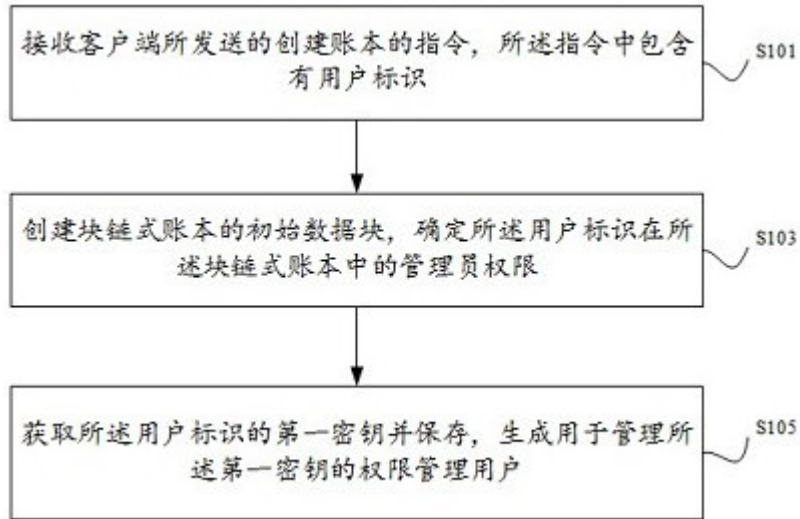 接收客户端所发送的创建账本的指令，所述指令中包含
有用户标识
S101
创建块链式账本的初始数据块，确定所述用户标识在所
述块链式账本中的管理员权限
S103
获取所述用户标识的第一密钥并保存，生成用于管理所
述第一密钥的权限管理用户
S105